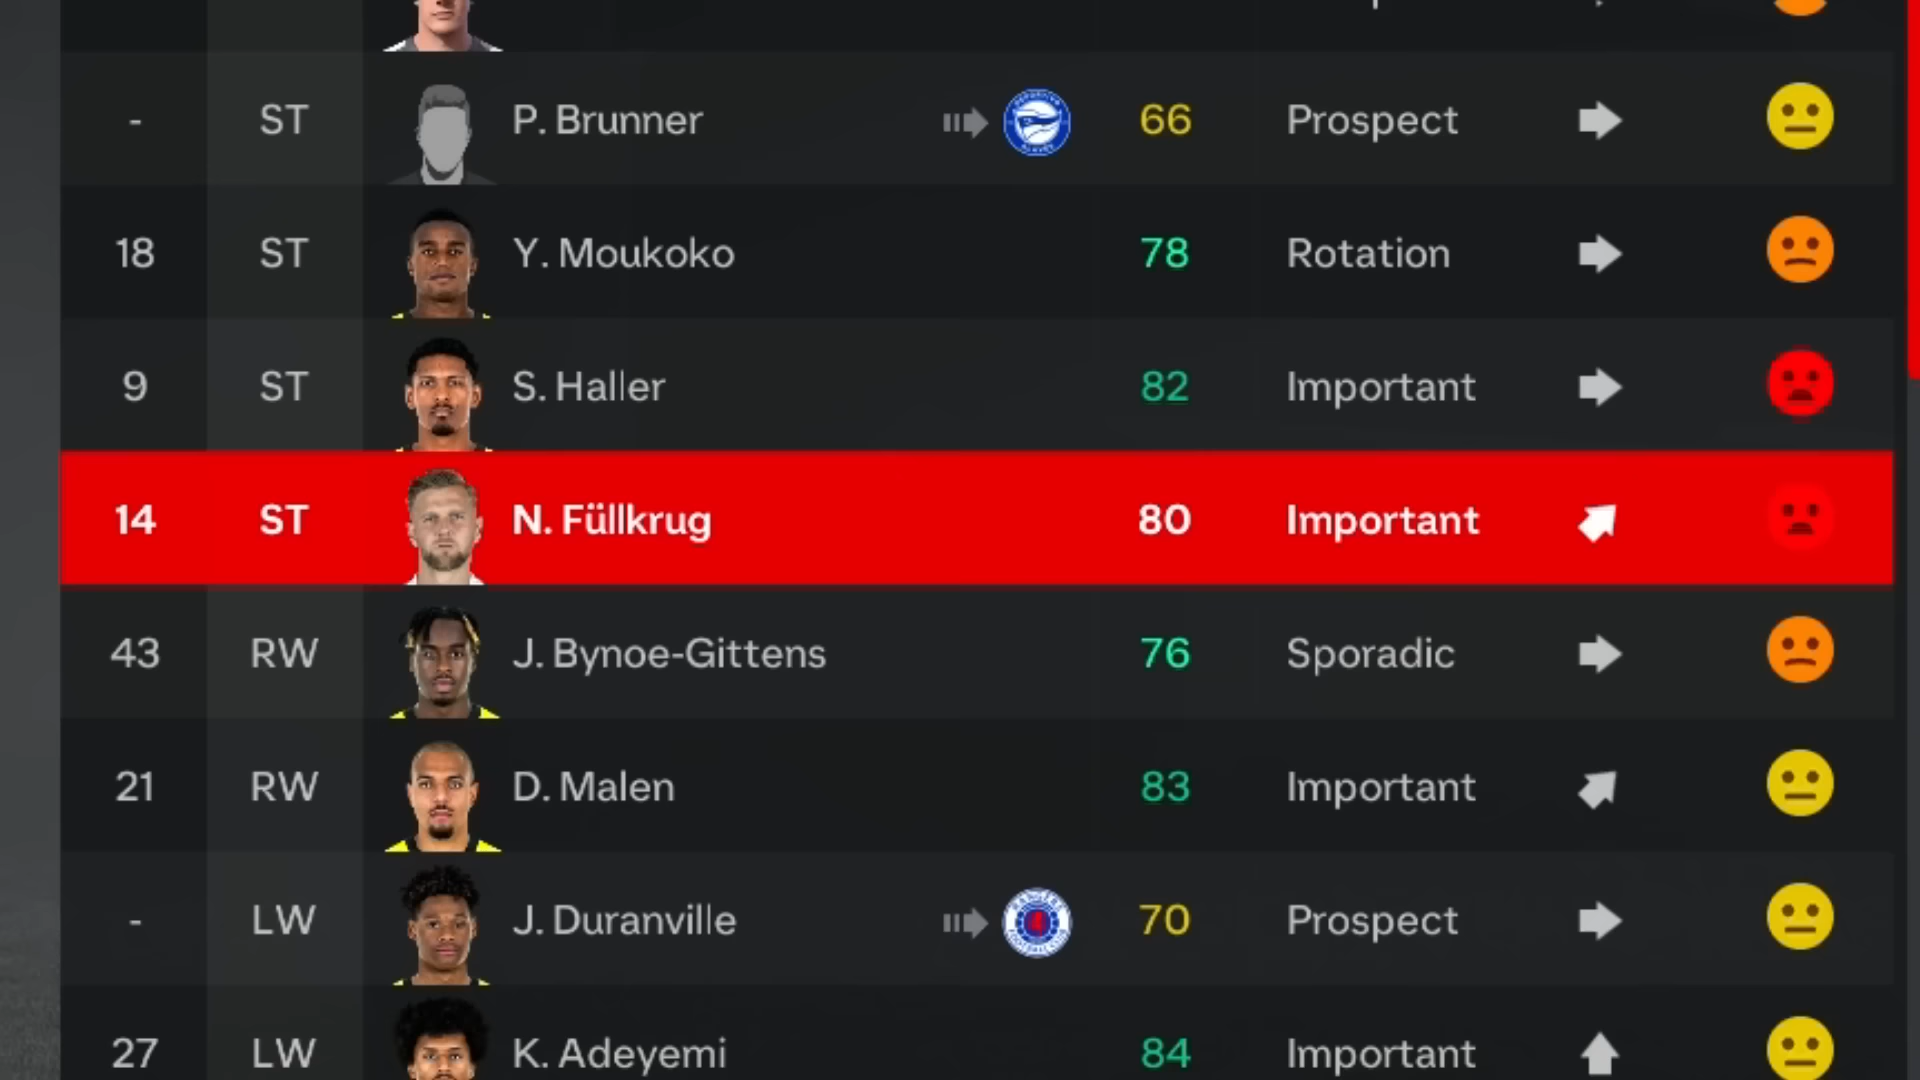 - ST P. Brunner 66 Prospect
18 ST Y. Moukoko 78 Rotation
9 ST S. Haller 82 Important
14 ST N. Füllkrug 80 Important
43 RW J. Bynoe-Gittens 76 Sporadic
21 RW D. Malen 83 Important
- LW J. Duranville 70 Prospect
27 LW K. Adeyemi 84 Important